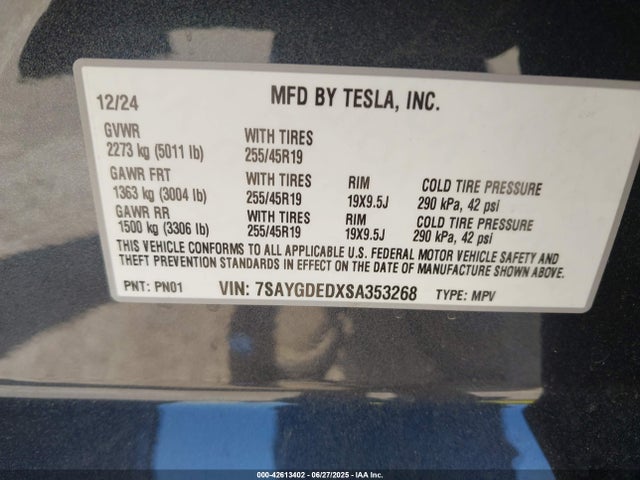 12/24 MFD BY TESLA, INC.
GVWR WITH TIRES
2273 kg (5011 lb) 255/45R19
GAWR FRT WITH TIRES RIM COLD TIRE PRESSURE
1363 kg (3004 lb) 255/45R19 19X9.5J 290 kPa, 42 psi
GAWR RR WITH TIRES RIM COLD TIRE PRESSURE
1500 kg (3306 lb) 255/45R19 19X9.5J 290 kPa, 42 psi
THIS VEHICLE CONFORMS TO ALL APPLICABLE U.S. FEDERAL MOTOR VEHICLE SAFETY AND
THEFT PREVENTION STANDARDS IN EFFECT ON THE DATE OF MANUFACTURE SHOWN ABOVE.
PNT: PN01 VIN: 7SAYGDEDXSA353268 TYPE: MPV
000-42613402 - 06/27/2025 - IAA Inc.